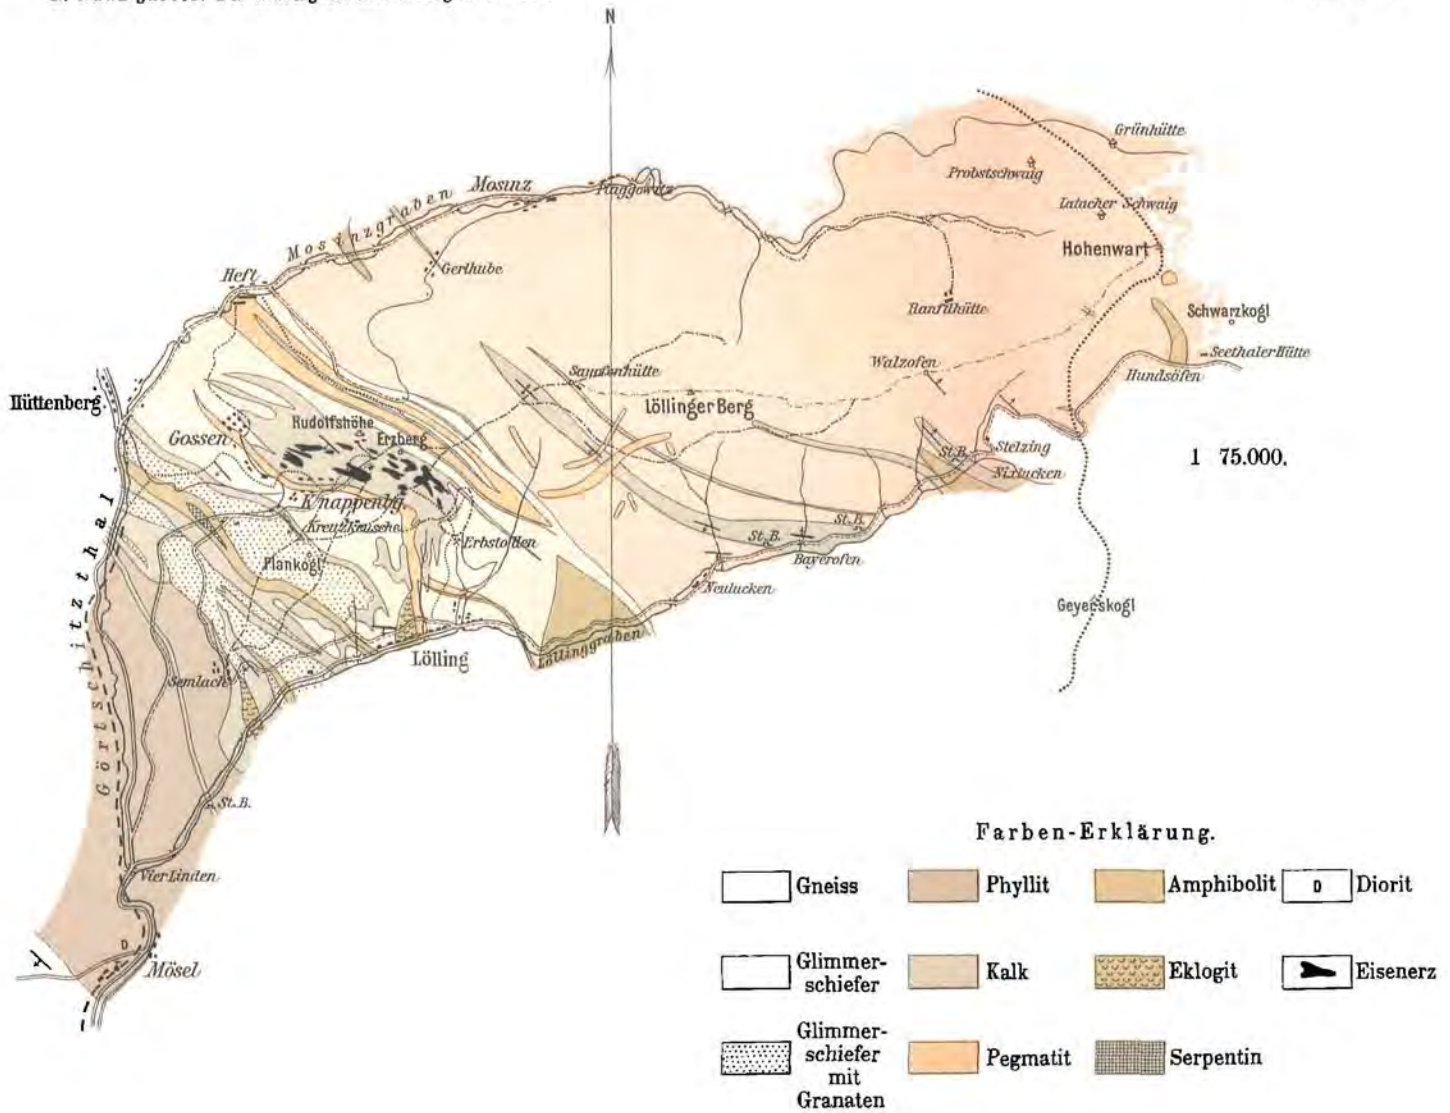 N
Grünhütte
Probstschwaig
Mosinz
Plaggowitz
Latacher Schwaig
Mosinzgraben
Hohenwart
Heft
Gerlhube
Ranftlhütte
Schwarzkogl
Seethaler Hütte
Walzofen
Hundsöfen
Hüttenberg
Löllinger Berg
Rudolfshöhe
Gossen
Erzberg
St.B.
Stelzing
1 75.000.
Nixlucken
Knappenbg.
Kreuzkeusche
St.B.
Erbstollen
St.B.
Bayerofen
Plankogl
Neulucken
Geyerskogl
Görtschitzthal
Löllinggraben
Lölling
Semlach
St.B.
Vier Linden
D
Mösel
Farben-Erklärung.
Gneiss
Phyllit
Amphibolit
D
Diorit
Glimmer-
schiefer
Kalk
Eklogit
Eisenerz
Glimmer-
schiefer
mit
Granaten
Pegmatit
Serpentin